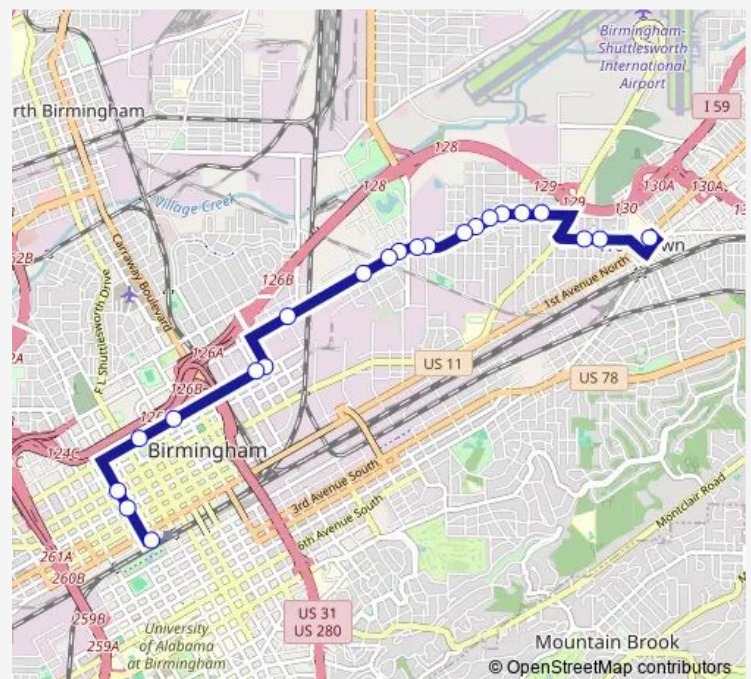 Birmingham-
Shuttlesworth
International
Airport
I 59
rth Birmingham
128
130A
130A
128
129
129
130
Village Creek
62B
126B
Carraway Boulevard
F L Shuttlesworth Drive
1st Avenue North
126A
2A
US 11
126B
US 78
126
124C
Birmingham
3rd Avenue South
6th Avenue South
Montclair Road
261A
260B
US 31
US 280
259B
259A
University
of Alabama
at Birmingham
Mountain Brook
© OpenStreetMap contributors